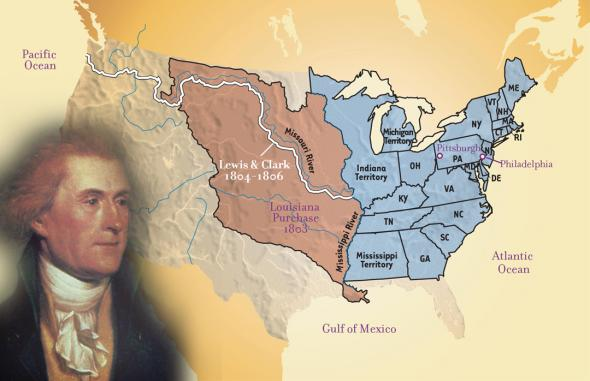 Pacific
Ocean
ME
VT
NH
NY
MA
CT
RI
Michigan
Territory
Missouri River
Pittsburgh
NJ
PA
Philadelphia
Lewis & Clark
1804–1806
Indiana
Territory
OH
MD
DE
VA
KY
Louisiana
Purchase
1803
Mississippi River
NC
TN
SC
Mississippi
Territory
GA
Atlantic
Ocean
Gulf of Mexico